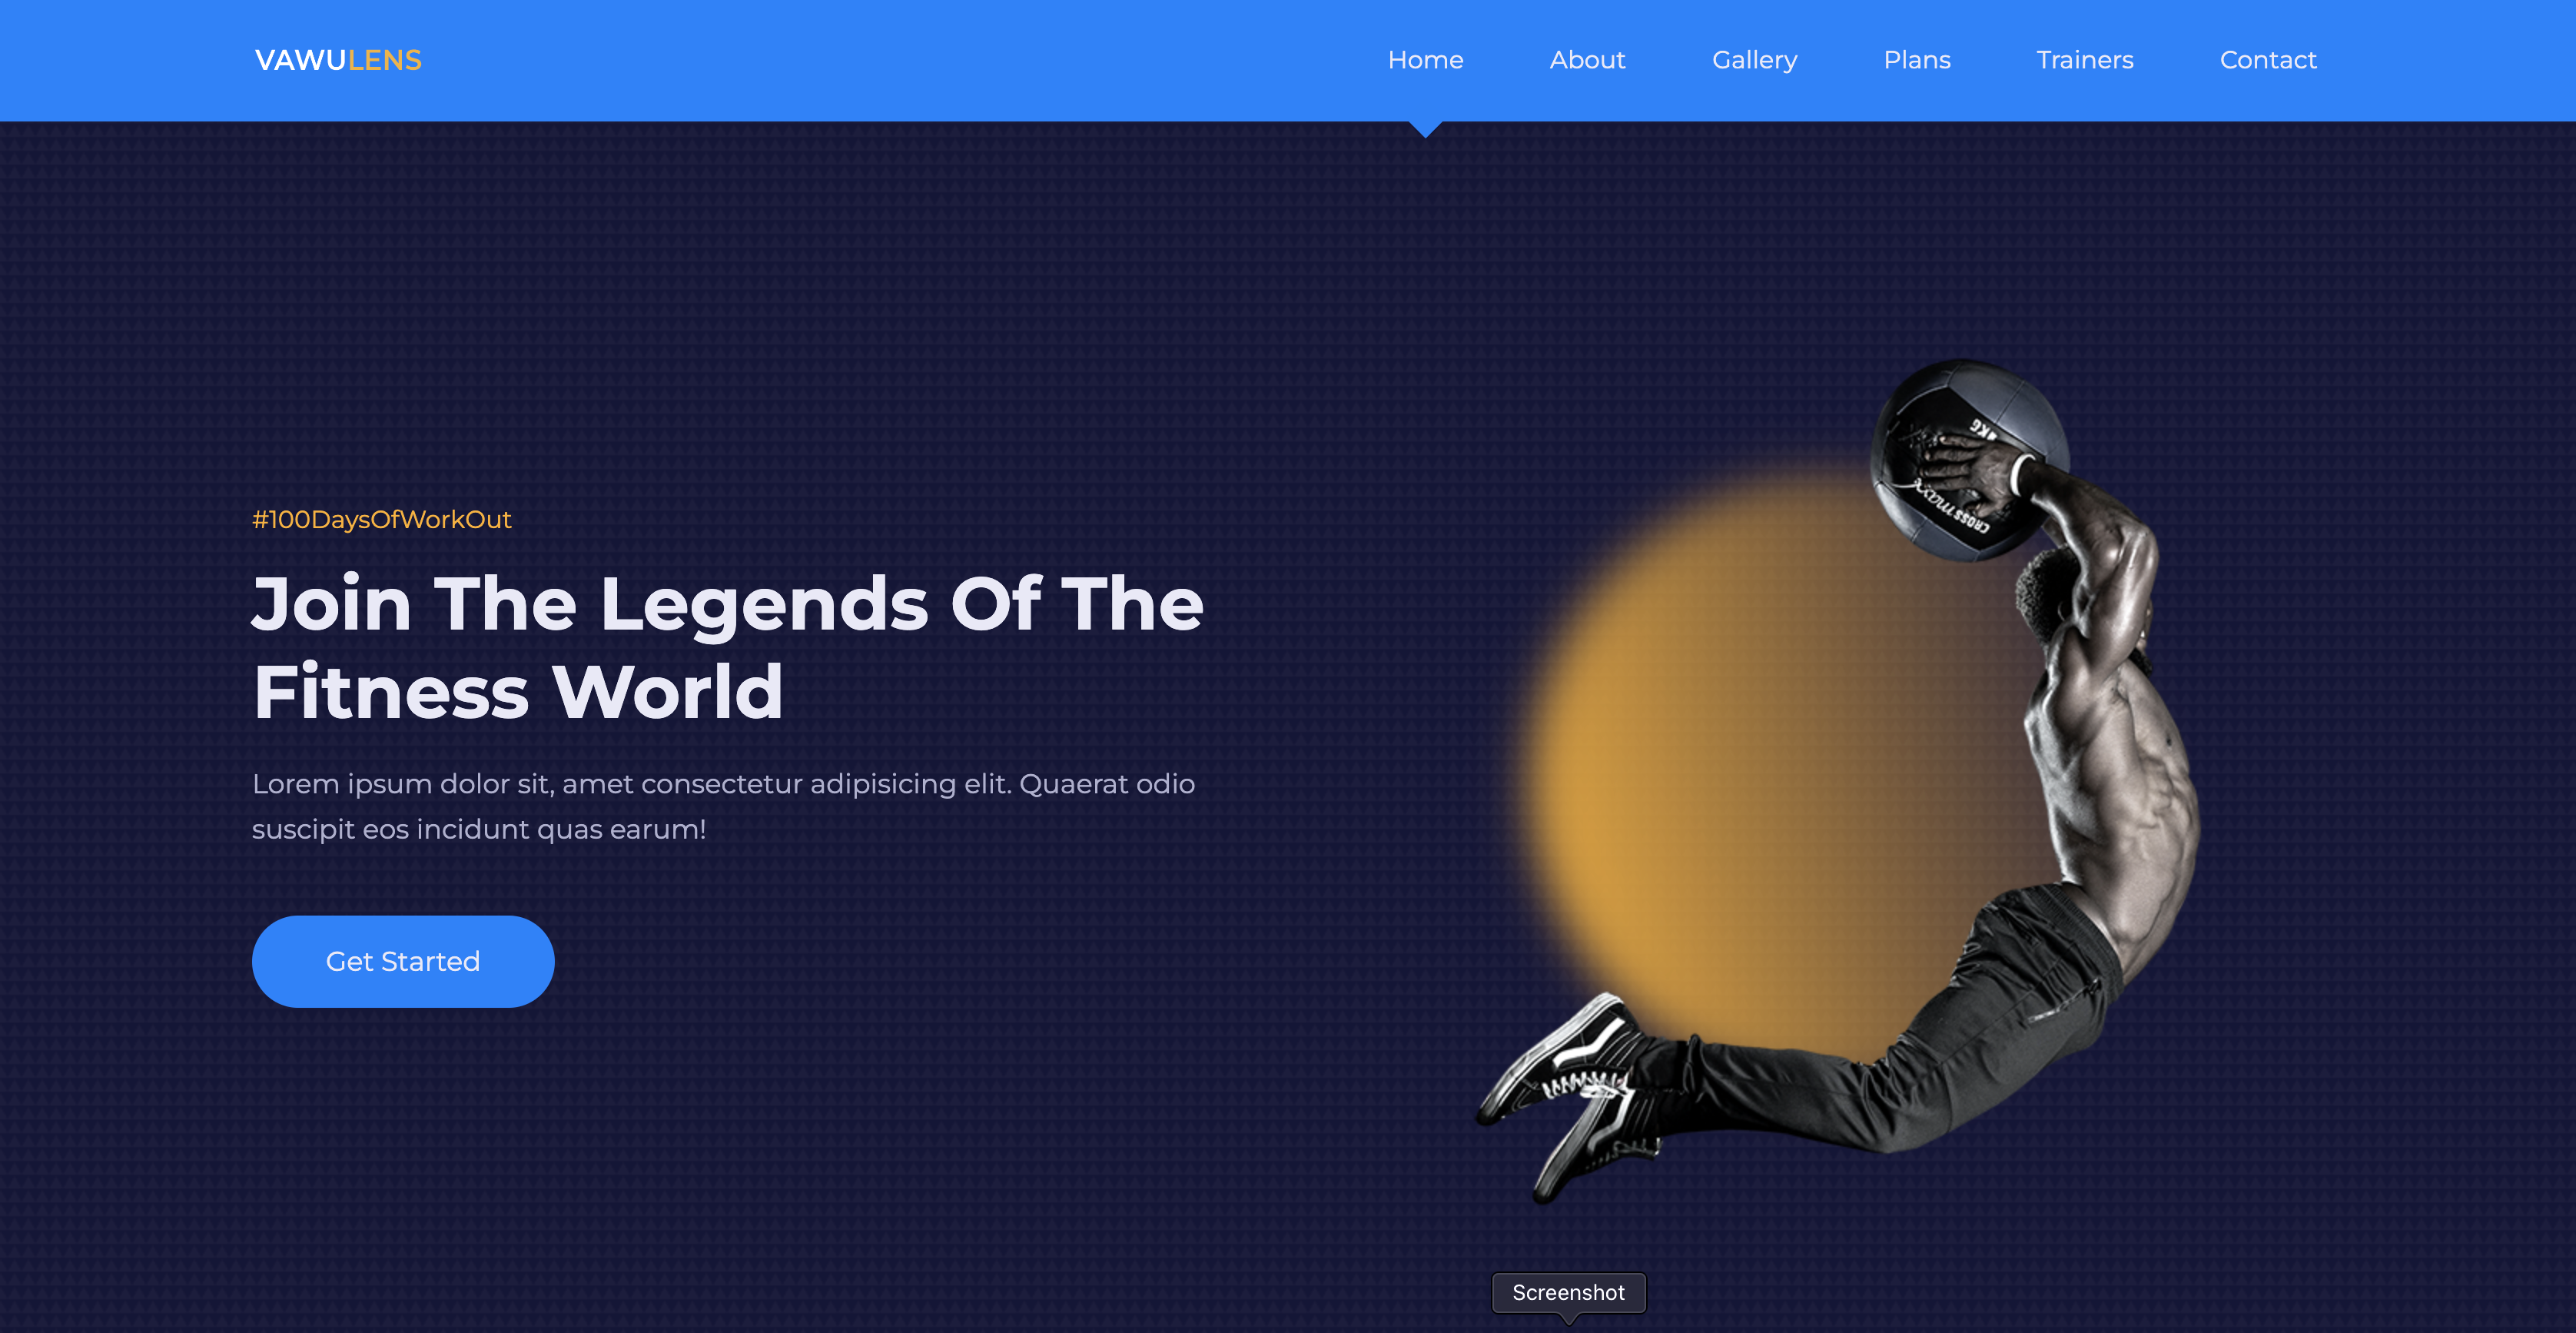 VAWULENS
Home About Gallery Plans Trainers Contact
#100DaysOfWorkOut
Join The Legends Of The
Fitness World
Lorem ipsum dolor sit, amet consectetur adipisicing elit. Quaerat odio
suscipit eos incidunt quas earum!
Get Started
KG
CROSS maxx
Screenshot